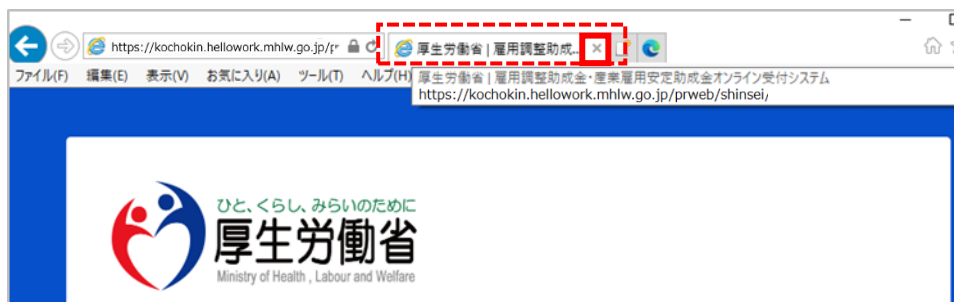 https://kochokin.hellowork.mhlw.go.jp/pr
厚生労働省 | 雇用調整助成...
ファイル(F) 編集(E) 表示(V) お気に入り(A) ツール(T) ヘルプ(H)
厚生労働省 | 雇用調整助成金・産業雇用安定助成金オンライン受付システム
https://kochokin.hellowork.mhlw.go.jp/prweb/shinsei/
ひと、くらし、みらいのために
厚生労働省
Ministry of Health , Labour and Welfare